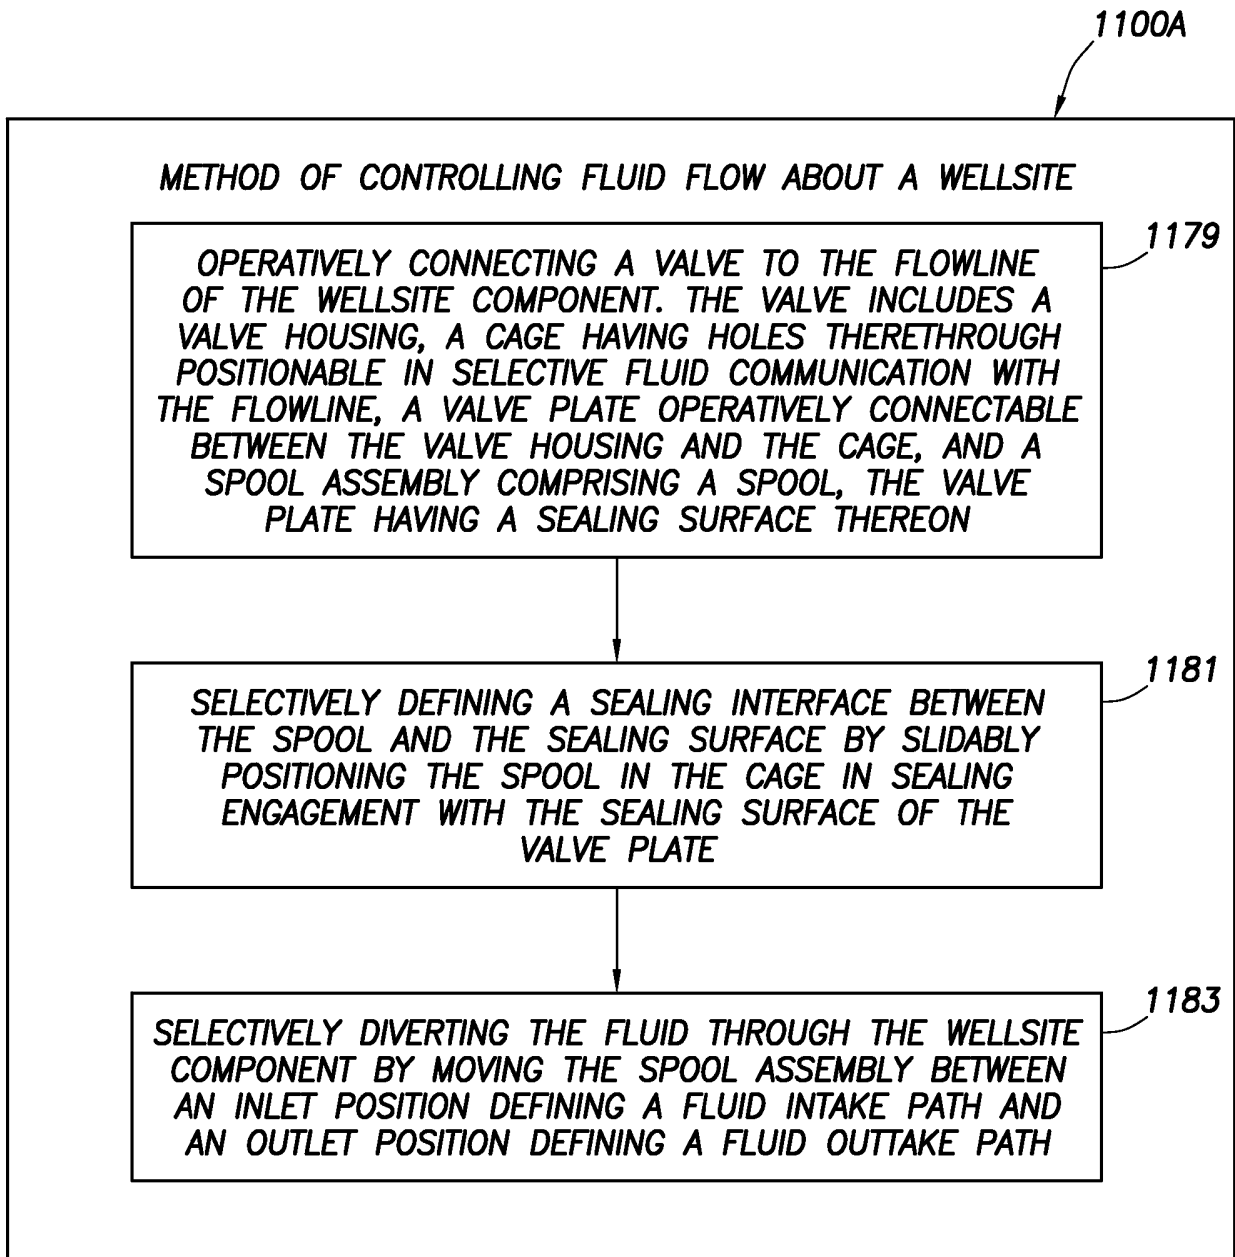 1100A
METHOD OF CONTROLLING FLUID FLOW ABOUT A WELLSITE
1179
OPERATIVELY CONNECTING A VALVE TO THE FLOWLINE
OF THE WELLSITE COMPONENT. THE VALVE INCLUDES A
VALVE HOUSING, A CAGE HAVING HOLES THERETHROUGH
POSITIONABLE IN SELECTIVE FLUID COMMUNICATION WITH
THE FLOWLINE, A VALVE PLATE OPERATIVELY CONNECTABLE
BETWEEN THE VALVE HOUSING AND THE CAGE, AND A
SPOOL ASSEMBLY COMPRISING A SPOOL, THE VALVE
PLATE HAVING A SEALING SURFACE THEREON
1181
SELECTIVELY DEFINING A SEALING INTERFACE BETWEEN
THE SPOOL AND THE SEALING SURFACE BY SLIDABLY
POSITIONING THE SPOOL IN THE CAGE IN SEALING
ENGAGEMENT WITH THE SEALING SURFACE OF THE
VALVE PLATE
1183
SELECTIVELY DIVERTING THE FLUID THROUGH THE WELLSITE
COMPONENT BY MOVING THE SPOOL ASSEMBLY BETWEEN
AN INLET POSITION DEFINING A FLUID INTAKE PATH AND
AN OUTLET POSITION DEFINING A FLUID OUTTAKE PATH